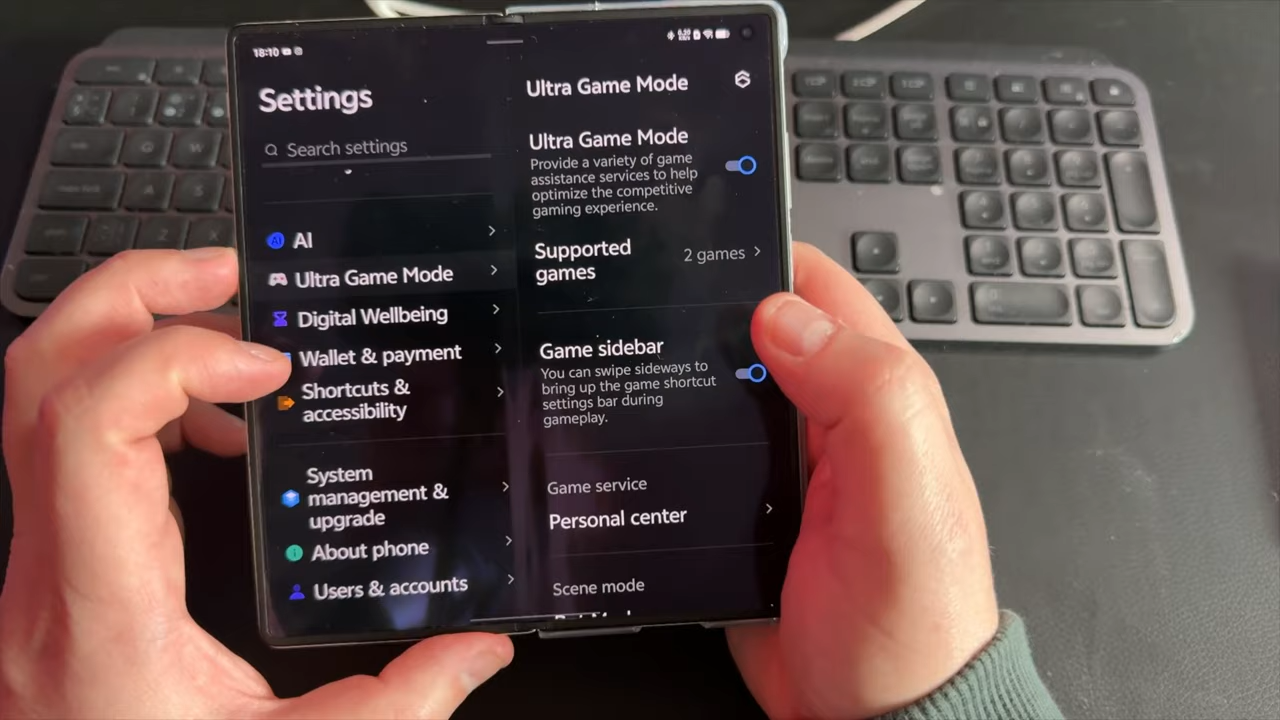 18:10
Settings
Search settings
AI
AI
Ultra Game Mode
Digital Wellbeing
Wallet & payment
Shortcuts &
accessibility
System
management &
upgrade
About phone
Users & accounts
Ultra Game Mode
Ultra Game Mode
Provide a variety of game
assistance services to help
optimize the competitive
gaming experience.
Supported
games
2 games
Game sidebar
You can swipe sideways to
bring up the game shortcut
settings bar during
gameplay.
Game service
Personal center
Scene mode
G
A
S
Z
X